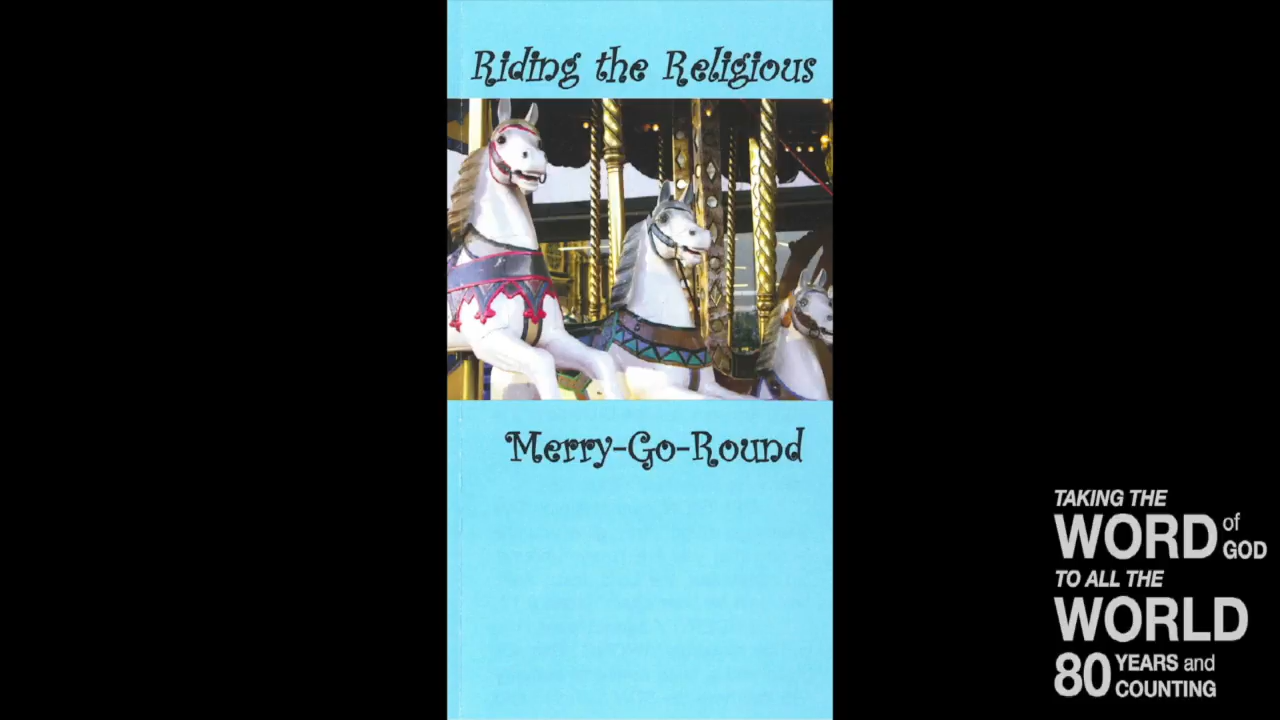 Riding the Religious
Merry-Go-Round
TAKING THE
WORD of GOD
TO ALL THE
WORLD
80 YEARS and
COUNTING